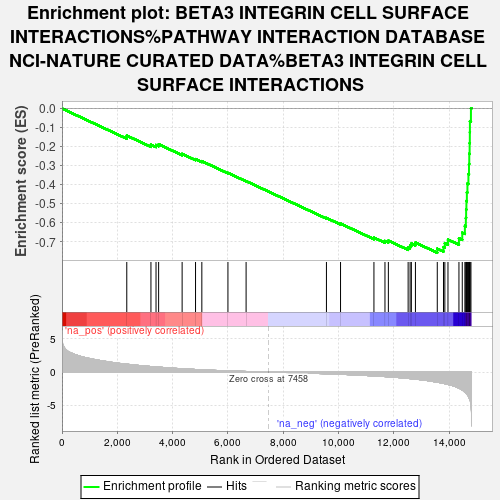 Enrichment plot: BETA3 INTEGRIN CELL SURFACE
INTERACTIONS%PATHWAY INTERACTION DATABASE
NCI-NATURE CURATED DATA%BETA3 INTEGRIN CELL
SURFACE INTERACTIONS
Enrichment score (ES)
0.0
-0.1
-0.2
-0.3
-0.4
-0.5
-0.6
-0.7
'na_pos' (positively correlated)
Ranked list metric (PreRanked)
5
0
-5
Zero cross at 7458
'na_neg' (negatively correlated)
0
2,000
4,000
6,000
8,000
10,000
12,000
14,000
Rank in Ordered Dataset
Enrichment profile
Hits
Ranking metric scores